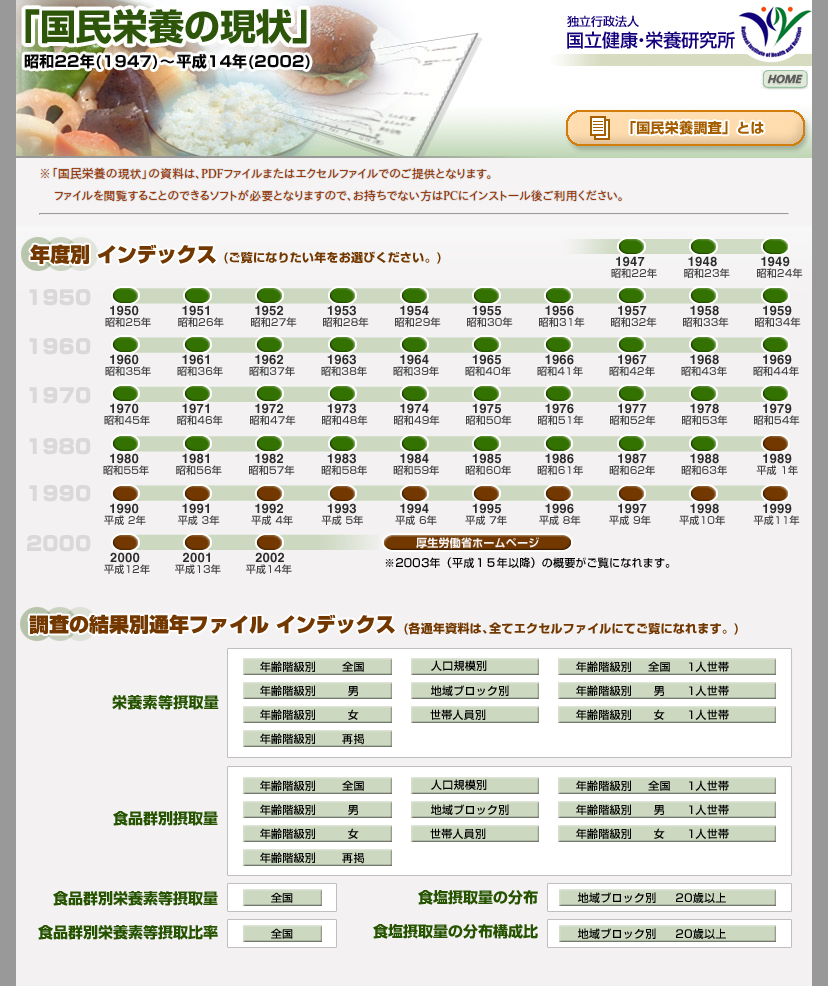 「国民栄養の現状」
昭和22年(1947)～平成14年(2002)
独立行政法人
国立健康・栄養研究所
HOME
「国民栄養調査」とは
※「国民栄養の現状」の資料は、PDFファイルまたはエクセルファイルでのご提供となります。
ファイルを閲覧することのできるソフトが必要となりますので、お持ちでない方はPCにインストール後ご利用ください。
年度別 インデックス (ご覧になりたい年をお選びください。)
1947 1948 1949
昭和22年 昭和23年 昭和24年
1950
1950 1951 1952 1953 1954 1955 1956 1957 1958 1959
昭和25年 昭和26年 昭和27年 昭和28年 昭和29年 昭和30年 昭和31年 昭和32年 昭和33年 昭和34年
1960
1960 1961 1962 1963 1964 1965 1966 1967 1968 1969
昭和35年 昭和36年 昭和37年 昭和38年 昭和39年 昭和40年 昭和41年 昭和42年 昭和43年 昭和44年
1970
1970 1971 1972 1973 1974 1975 1976 1977 1978 1979
昭和45年 昭和46年 昭和47年 昭和48年 昭和49年 昭和50年 昭和51年 昭和52年 昭和53年 昭和54年
1980
1980 1981 1982 1983 1984 1985 1986 1987 1988 1989
昭和55年 昭和56年 昭和57年 昭和58年 昭和59年 昭和60年 昭和61年 昭和62年 昭和63年 平成 1年
1990
1990 1991 1992 1993 1994 1995 1996 1997 1998 1999
平成 2年 平成 3年 平成 4年 平成 5年 平成 6年 平成 7年 平成 8年 平成 9年 平成10年 平成11年
2000 厚生労働省ホームページ
2000 2001 2002 ※2003年（平成１５年以降）の概要がご覧になれます。
平成12年 平成13年 平成14年
調査の結果別通年ファイル インデックス (各通年資料は、全てエクセルファイルにてご覧になれます。)
栄養素等摂取量
年齢階級別 全国 人口規模別 年齢階級別 全国 1人世帯
年齢階級別 男 地域ブロック別 年齢階級別 男 1人世帯
年齢階級別 女 世帯人員別 年齢階級別 女 1人世帯
年齢階級別 再掲
食品群別摂取量
年齢階級別 全国 人口規模別 年齢階級別 全国 1人世帯
年齢階級別 男 地域ブロック別 年齢階級別 男 1人世帯
年齢階級別 女 世帯人員別 年齢階級別 女 1人世帯
年齢階級別 再掲
食品群別栄養素等摂取量 全国 食塩摂取量の分布 地域ブロック別 20歳以上
食品群別栄養素等摂取比率 全国 食塩摂取量の分布構成比 地域ブロック別 20歳以上